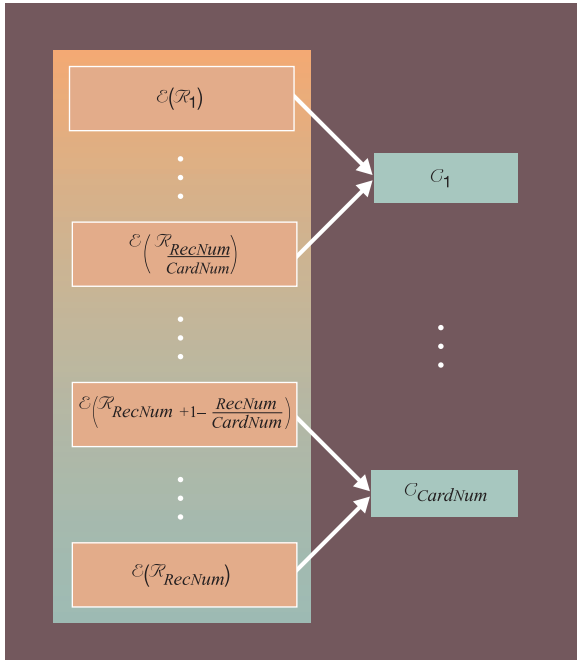 ℰ(ℛ1)
𝒞1
ℰ(ℛRecNum/CardNum)
ℰ(ℛRecNum +1– RecNum/CardNum)
𝒞CardNum
ℰ(ℛRecNum)